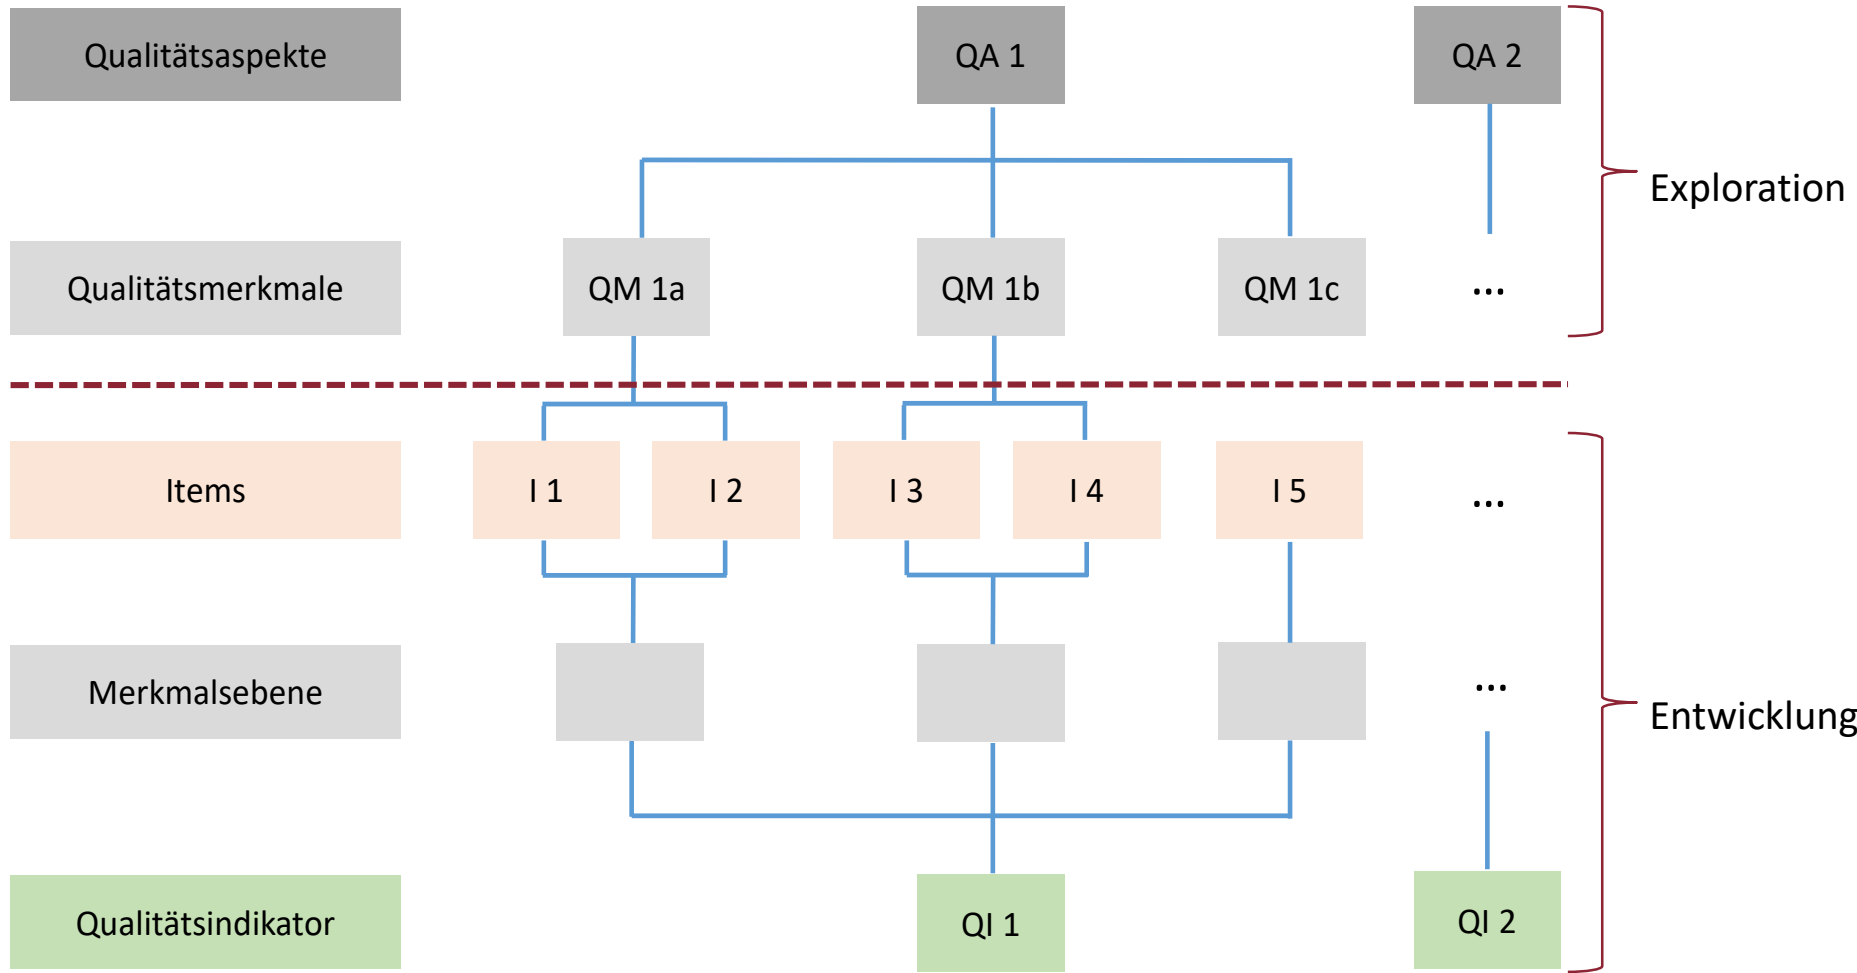 Qualitätsaspekte
QA 1
QA 2
Exploration
Qualitätsmerkmale
QM 1a
QM 1b
QM 1c
...
Items
I 1
I 2
I 3
I 4
I 5
...
Merkmalsebene
...
Entwicklung
Qualitätsindikator
QI 1
QI 2